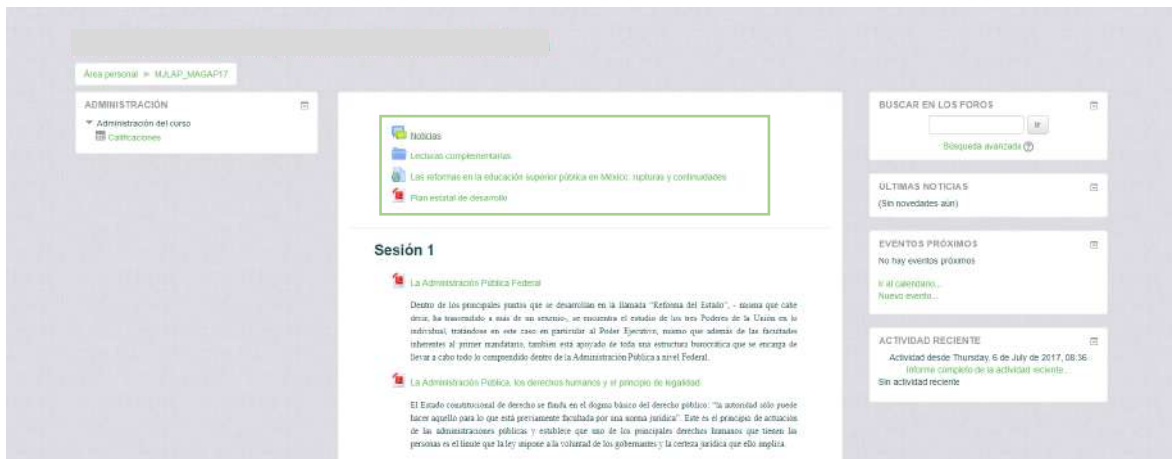 Área personal ► MJLAP_MAGAP17
ADMINISTRACIÓN
Administración del curso
Calificaciones
Noticias
Lecturas complementarias
Las reformas en la educación superior pública en México: rupturas y continuidades
Plan estatal de desarrollo
Sesión 1
La Administración Pública Federal
Dentro de los principales puntos que se desarrollan en la llamada "Reforma del Estado", - misma que cabe
decir, ha trascendido a más de un sexenio-, se encuentra el estudio de los tres Poderes de la Unión en lo
individual, tratándose en este caso en particular al Poder Ejecutivo, mismo que además de las facultades
inherentes al primer mandatario, también está apoyado de toda una estructura burocrática que se encarga de
llevar a cabo todo lo comprendido dentro de la Administración Pública a nivel Federal.
La Administración Pública, los derechos humanos y el principio de legalidad
El Estado constitucional de derecho se funda en el dogma básico del derecho público: "la autoridad sólo puede
hacer aquello para lo que está previamente facultada por una norma jurídica". Este es el principio de actuación
de las administraciones públicas y establece que uno de los principales derechos humanos que tienen las
personas es el límite que la ley impone a la voluntad de los gobernantes y la certeza jurídica que ello implica.
BUSCAR EN LOS FOROS
Ir
Búsqueda avanzada
ÚLTIMAS NOTICIAS
(Sin novedades aún)
EVENTOS PRÓXIMOS
No hay eventos próximos
Ir al calendario...
Nuevo evento...
ACTIVIDAD RECIENTE
Actividad desde Thursday, 6 de July de 2017, 08:36
Informe completo de la actividad reciente...
Sin actividad reciente